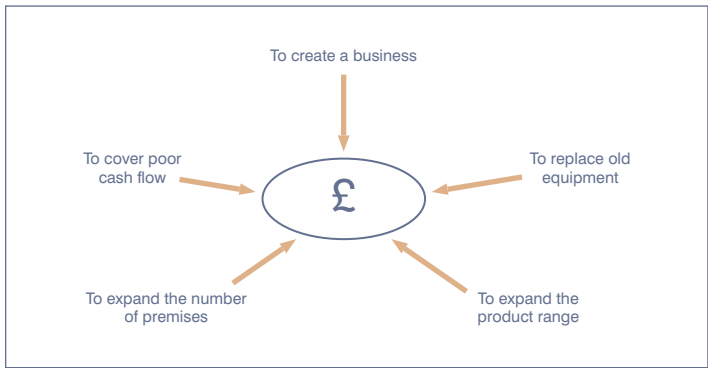 To create a business
To cover poor
cash flow
To replace old
equipment
£
To expand the number
of premises
To expand the
product range